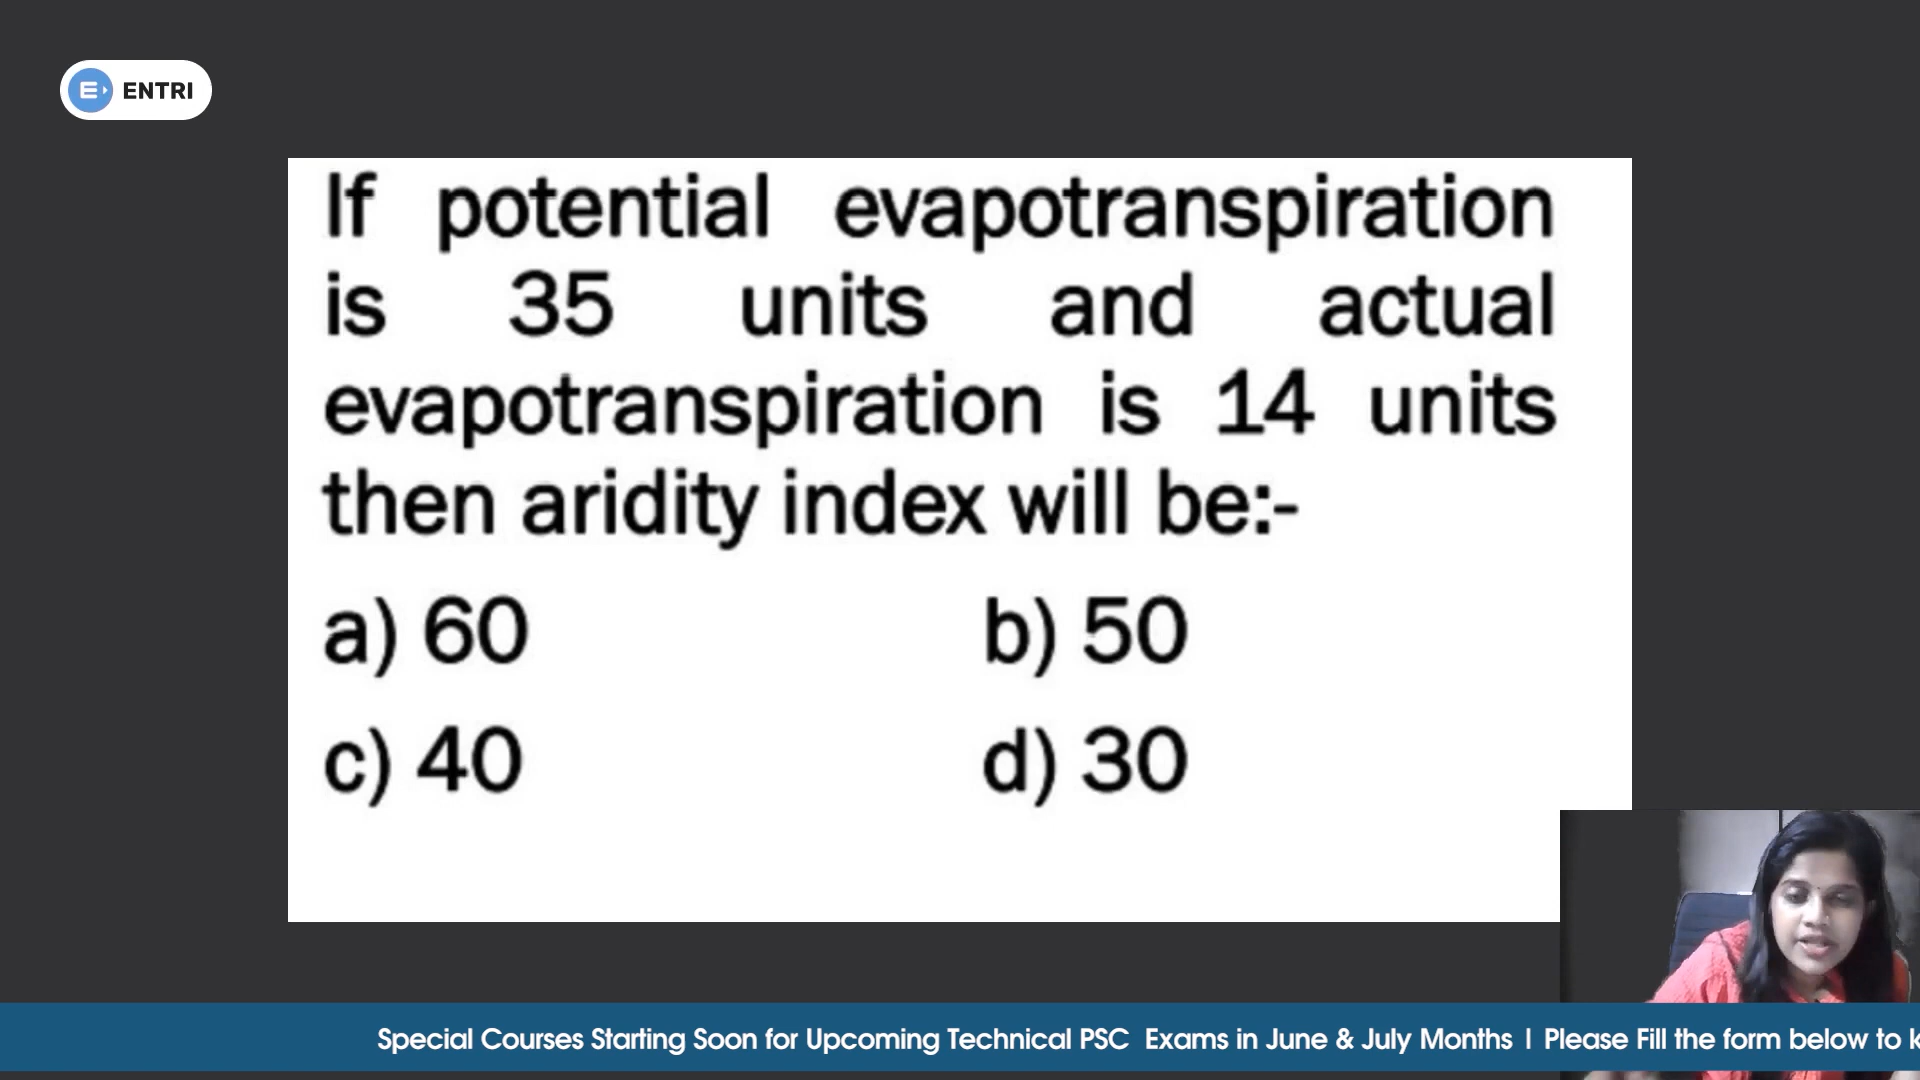 E ENTRI
If potential evapotranspiration
is 35 units and actual
evapotranspiration is 14 units
then aridity index will be:-
a) 60 b) 50
c) 40 d) 30
Special Courses Starting Soon for Upcoming Technical PSC Exams in June & July Months | Please Fill the form below to